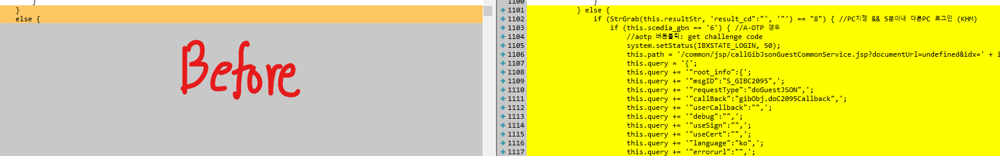 }
}
else {
Before
1100 }
1101 } else {
1102 if (StrGrab(this.resultStr, 'result_cd":"', '"') == "8") { //PC지정 && 5분이내 다른PC 로그인 (KHM)
1103 if (this.scmdia_gbn == '6') { //A-OTP 경우
1104 //aotp 버튼클릭: get challenge code
1105 system.setStatus(IBXSTATE_LOGIN, 50);
1106 this.path = '/common/jsp/callGibJsonGuestCommonService.jsp?documentUrl=undefined&idx=' + i
1107 this.query = '{';
1108 this.query += '"root_info":{';
1109 this.query += '"msgID":"S_GIBC2095",';
1110 this.query += '"requestType":"doGuestJSON",';
1111 this.query += '"callBack":"gibObj.doC2095Callback",';
1112 this.query += '"userCallback":"",';
1113 this.query += '"debug":"",';
1114 this.query += '"useSign":"",';
1115 this.query += '"useCert":"",';
1116 this.query += '"language":"ko",';
1117 this.query += '"errorurl":"",';